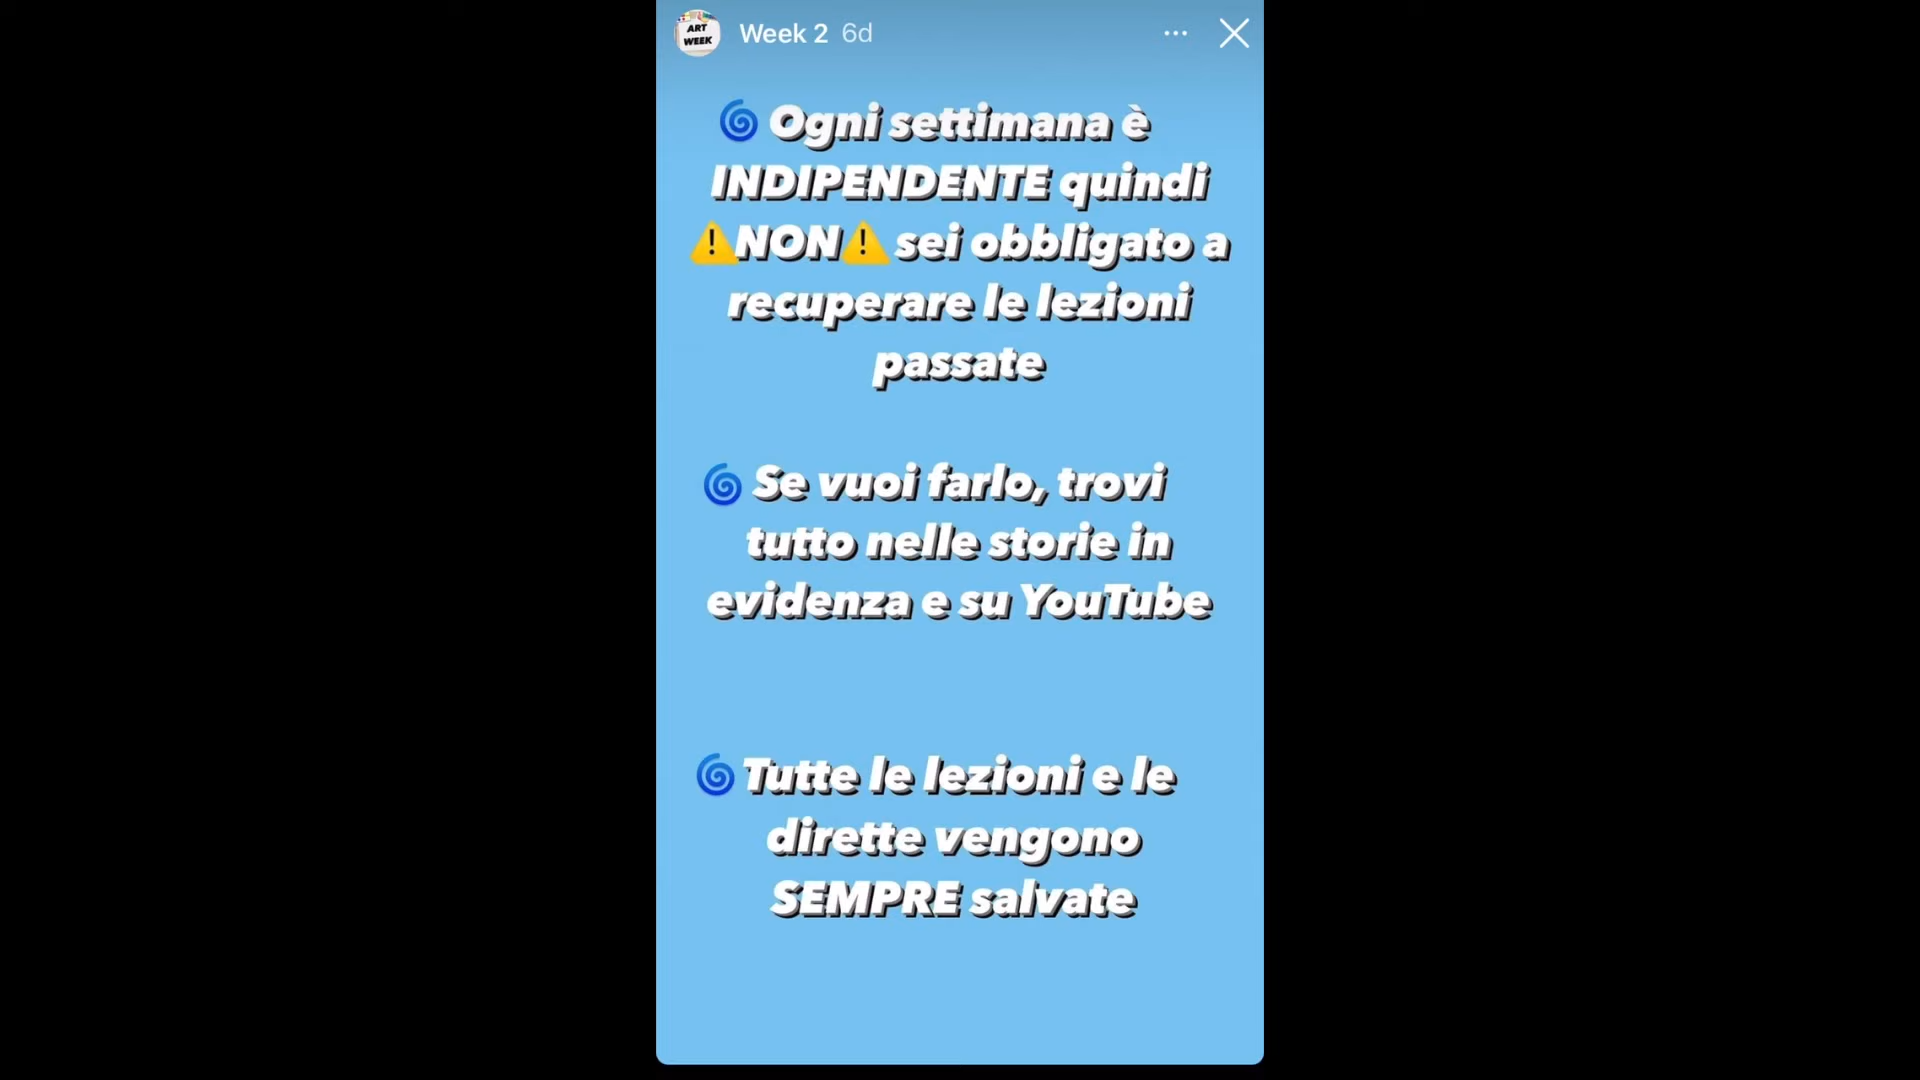 ART
WEEK
Week 2 6d
🌀 Ogni settimana è
INDIPENDENTE quindi
⚠️NON⚠️ sei obbligato a
recuperare le lezioni
passate
🌀 Se vuoi farlo, trovi
tutto nelle storie in
evidenza e su YouTube
🌀 Tutte le lezioni e le
dirette vengono
SEMPRE salvate